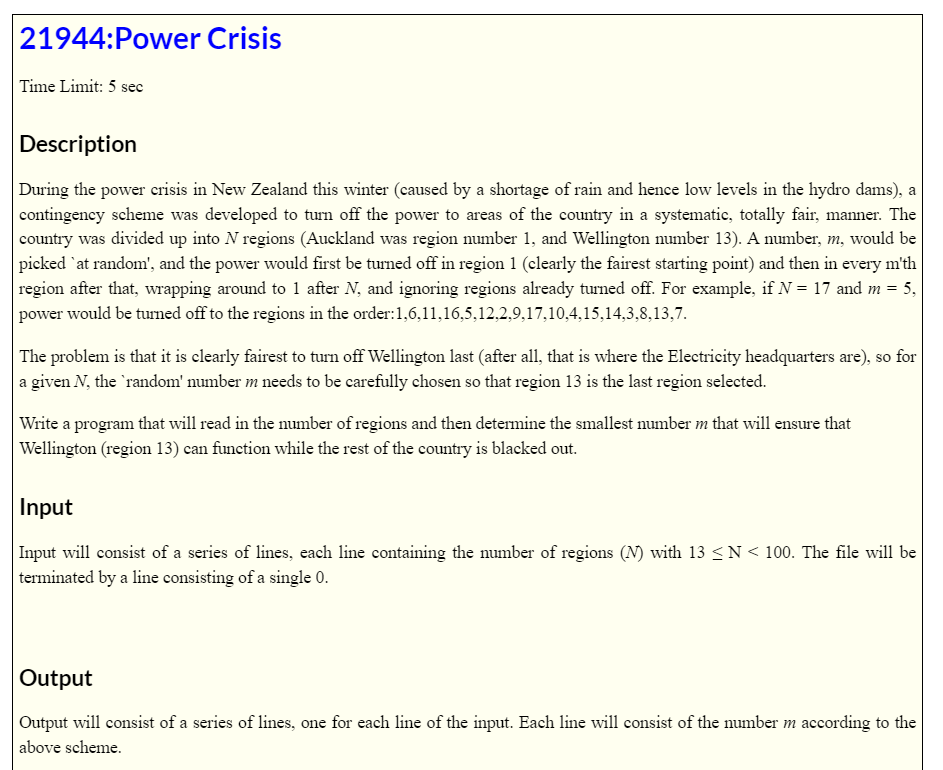 21944:Power Crisis
Time Limit: 5 sec
Description
During the power crisis in New Zealand this winter (caused by a shortage of rain and hence low levels in the hydro dams), a
contingency scheme was developed to turn off the power to areas of the country in a systematic, totally fair, manner. The
country was divided up into N regions (Auckland was region number 1, and Wellington number 13). A number, m, would be
picked `at random', and the power would first be turned off in region 1 (clearly the fairest starting point) and then in every m'th
region after that, wrapping around to 1 after N, and ignoring regions already turned off. For example, if N = 17 and m = 5,
power would be turned off to the regions in the order:1,6,11,16,5,12,2,9,17,10,4,15,14,3,8,13,7.
The problem is that it is clearly fairest to turn off Wellington last (after all, that is where the Electricity headquarters are), so for
a given N, the `random' number m needs to be carefully chosen so that region 13 is the last region selected.
Write a program that will read in the number of regions and then determine the smallest number m that will ensure that
Wellington (region 13) can function while the rest of the country is blacked out.
Input
Input will consist of a series of lines, each line containing the number of regions (N) with 13 ≤ N < 100. The file will be
terminated by a line consisting of a single 0.
Output
Output will consist of a series of lines, one for each line of the input. Each line will consist of the number m according to the
above scheme.